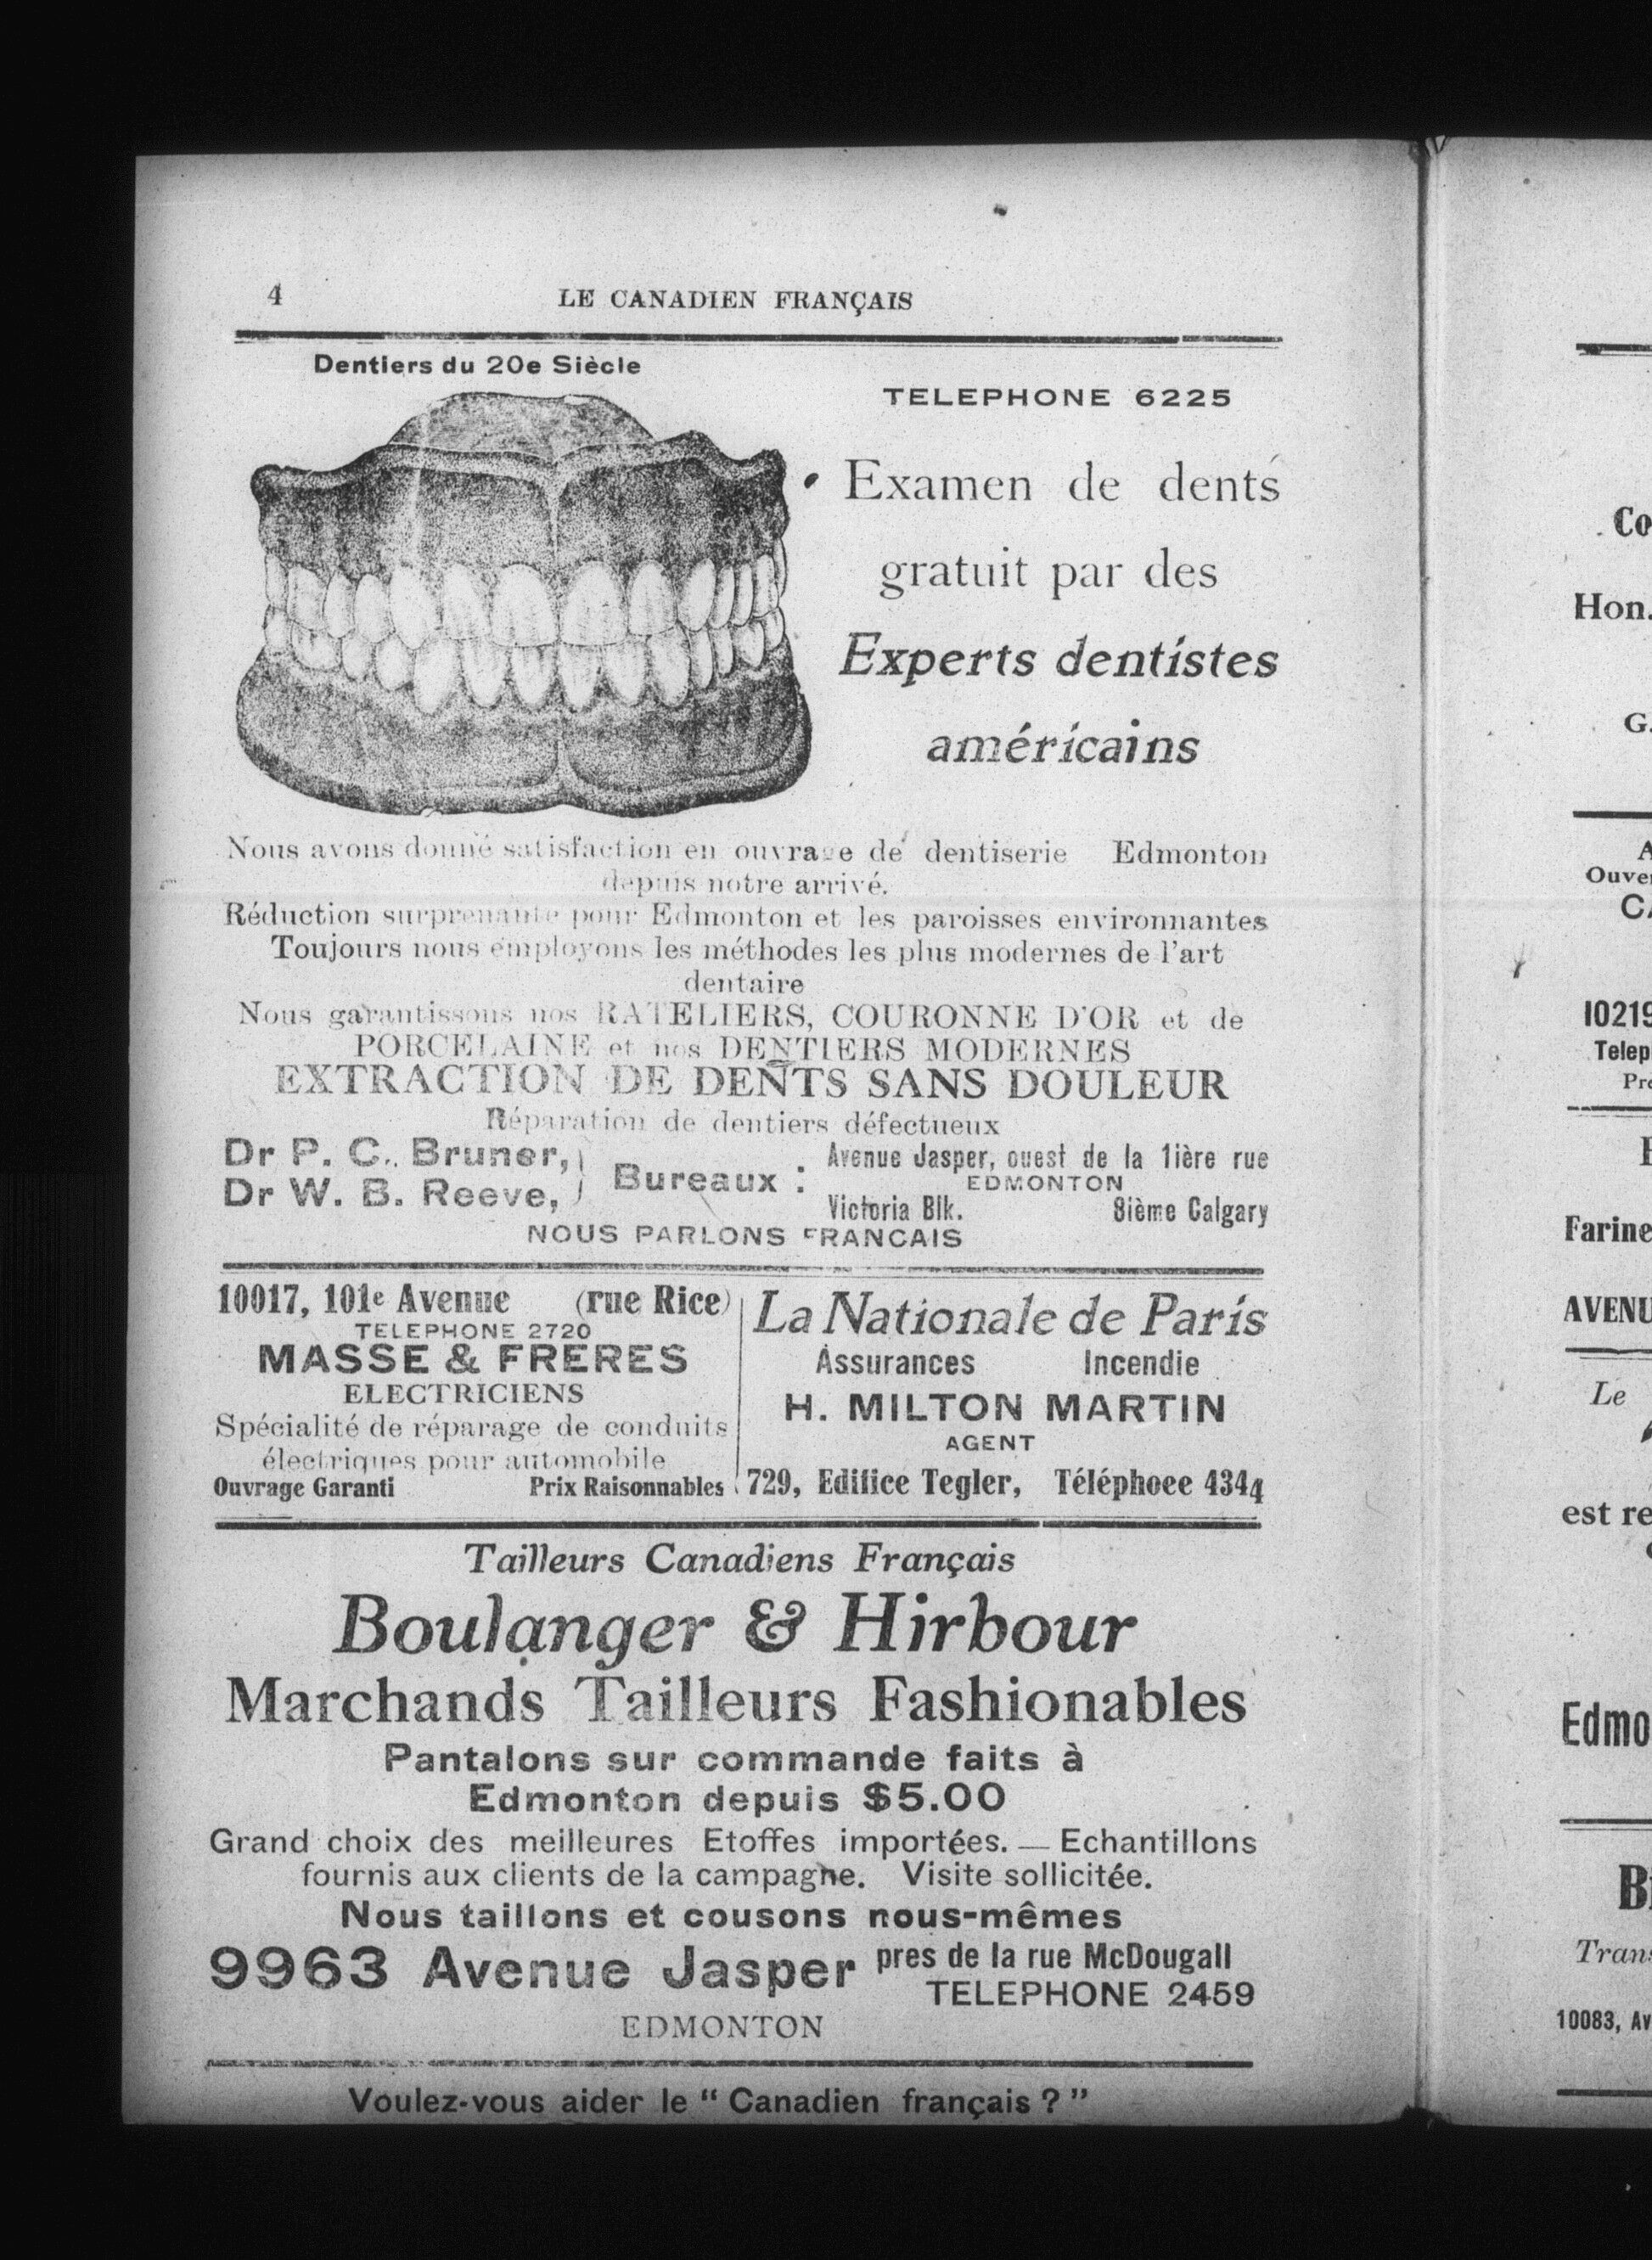 4 LE CANADIEN FRANÇAIS
Dentiers du 20e Siècle
TELEPHONE 6225
Examen de dents
gratuit par des
Experts dentistes
américains
Nous avons donné satisfaction en ouvrage de dentiserie Edmonton
depuis notre arrivé.
Réduction surprenante pour Edmonton et les paroisses environnantes
Toujours nous employons les méthodes les plus modernes de l'art
dentaire
Nous garantissons nos RATELIERS, COURONNE D'OR et de
PORCELAINE et nos DENTIERS MODERNES
EXTRACTION DE DENTS SANS DOULEUR
Réparation de dentiers défectueux
Dr P. C. Bruner,
Dr W. B. Reeve,
Bureaux :
Avenue Jasper, ouest de la 1ière rue
EDMONTON
Victoria Blk. 8ième Calgary
NOUS PARLONS FRANCAIS
10017, 101e Avenue (rue Rice)
TELEPHONE 2720
MASSE & FRERES
ELECTRICIENS
Spécialité de réparage de conduits
électriques pour automobile
Ouvrage Garanti Prix Raisonnables
La Nationale de Paris
Assurances Incendie
H. MILTON MARTIN
AGENT
729, Edifice Tegler, Téléphoee 4344
Tailleurs Canadiens Français
Boulanger & Hirbour
Marchands Tailleurs Fashionables
Pantalons sur commande faits à
Edmonton depuis $5.00
Grand choix des meilleures Etoffes importées. — Echantillons
fournis aux clients de la campagne. Visite sollicitée.
Nous taillons et cousons nous-mêmes
9963 Avenue Jasper pres de la rue McDougall
TELEPHONE 2459
EDMONTON
Voulez-vous aider le "Canadien français ?"
Co
Hon.
G.
A
Ouve
CA
10219
Telep
Pro
Farine
AVENU
Le
est re
Edmo
Trans
10083, Av